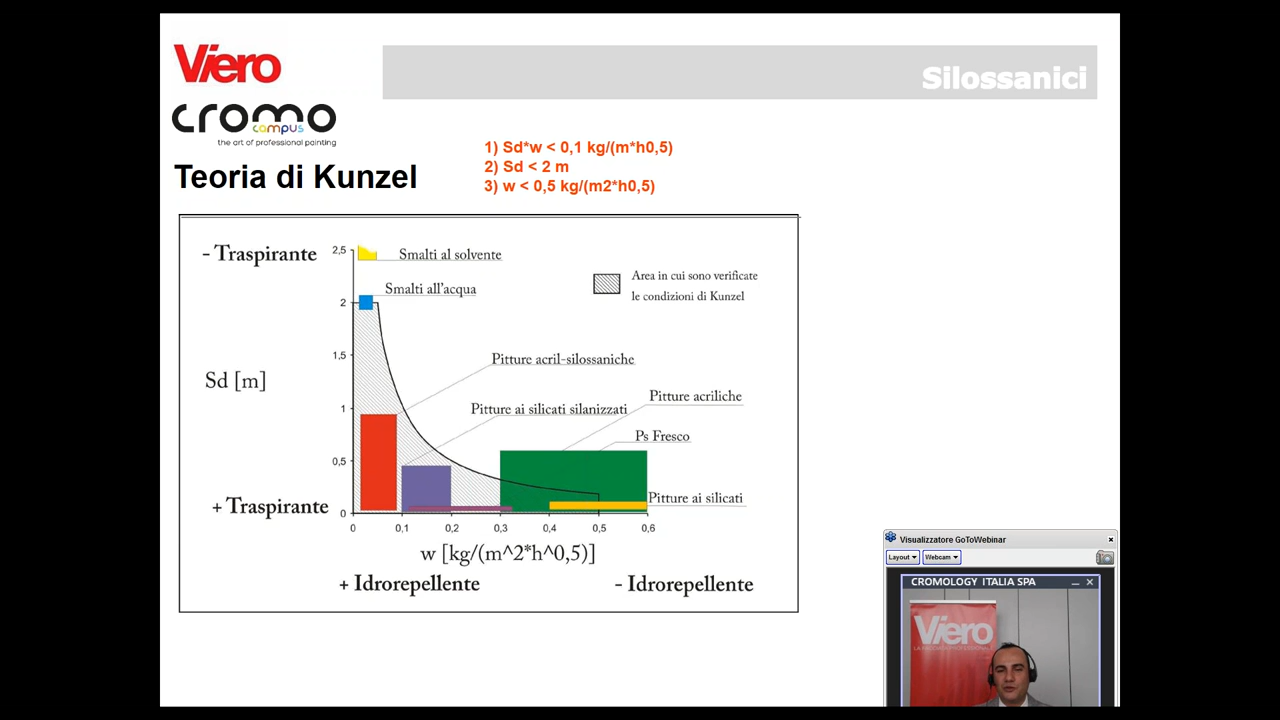 Viero
Silossanici
cromo
campus
the art of professional painting
Teoria di Kunzel
1) Sd*w < 0,1 kg/(m*h0,5)
2) Sd < 2 m
3) w < 0,5 kg/(m2*h0,5)
- Traspirante
2,5
Smalti al solvente
Area in cui sono verificate
le condizioni di Kunzel
Smalti all'acqua
2
1,5
Pitture acril-silossaniche
Sd [m]
Pitture acriliche
1
Pitture ai silicati silanizzati
Ps Fresco
0,5
Pitture ai silicati
+ Traspirante
0
0 0,1 0,2 0,3 0,4 0,5 0,6
w [kg/(m^2*h^0,5)]
+ Idrorepellente
- Idrorepellente
Visualizzatore GoToWebinar
Layout
Webcam
CROMOLOGY ITALIA SPA
Viero